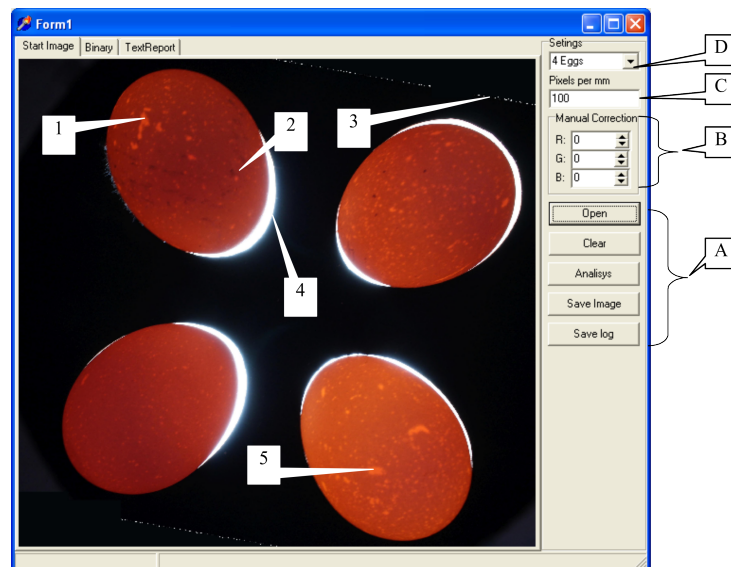 Form1
Start Image Binary TextReport
Setings
4 Eggs
Pixels per mm
100
Manual Correction
R: 0
G: 0
B: 0
Open
Clear
Analisys
Save Image
Save log
D
C
B
A
1
2
3
4
5